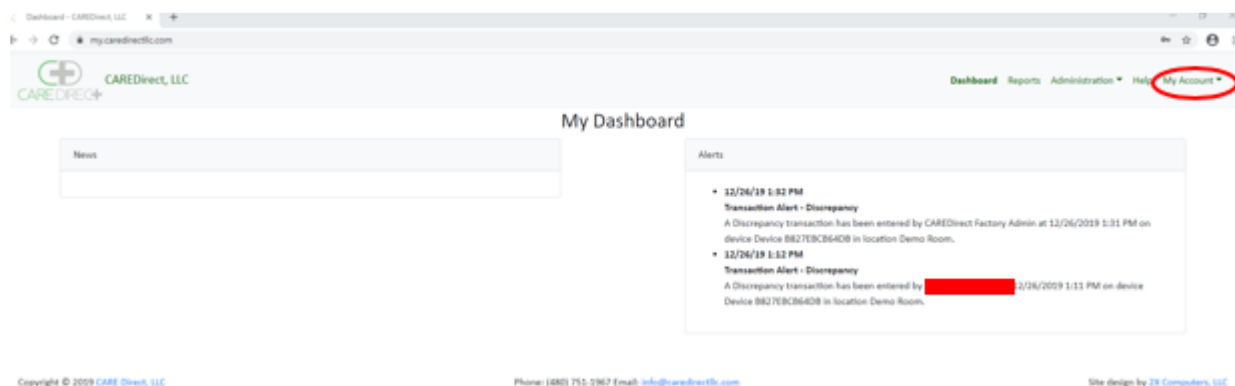 Dashboard - CAREDirect, LLC
my.caredirectllc.com
CARE DIRECT
CAREDirect, LLC
Dashboard Reports Administration Help My Account
My Dashboard
News
Alerts
12/26/19 1:32 PM
Transaction Alert - Discrepancy
A Discrepancy transaction has been entered by CAREDirect Factory Admin at 12/26/2019 1:31 PM on
device Device B827EBCB64DB in location Demo Room.
12/26/19 1:12 PM
Transaction Alert - Discrepancy
A Discrepancy transaction has been entered by 12/26/2019 1:11 PM on device
Device B827EBCB64DB in location Demo Room.
Copyright © 2019 CARE Direct, LLC
Phone: (480) 751-1967 Email: info@caredirectllc.com
Site design by 2X Computers, LLC